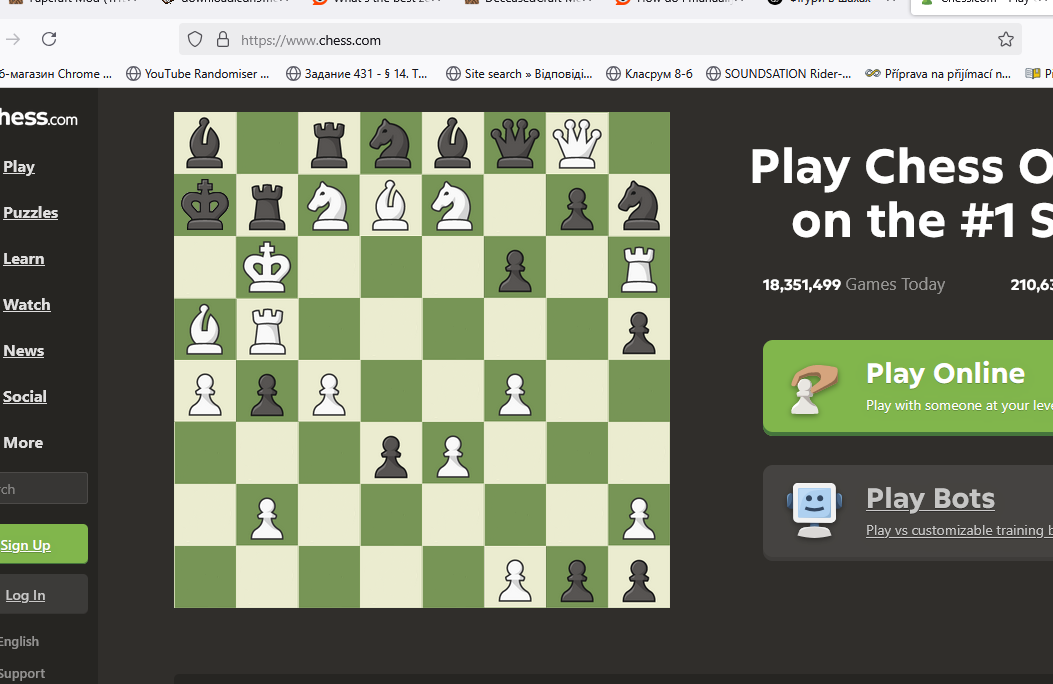 https://www.chess.com
б-магазин Chrome ...
YouTube Randomiser ...
Задание 431 - § 14. Т...
Site search » Відповіді...
Класрум 8-б
SOUNDSATION Rider-...
Příprava na přijímací n...
hess.com
Play
Puzzles
Learn
Watch
News
Social
More
rch
Sign Up
Log In
English
Support
Play Chess O
on the #1 S
18,351,499 Games Today
210,63
Play Online
Play with someone at your leve
Play Bots
Play vs customizable training b